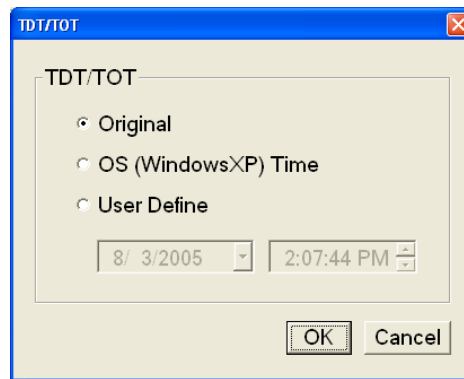 TDT/TOT
TDT/TOT
Original
OS (WindowsXP) Time
User Define
8/ 3/2005 2:07:44 PM
OK Cancel